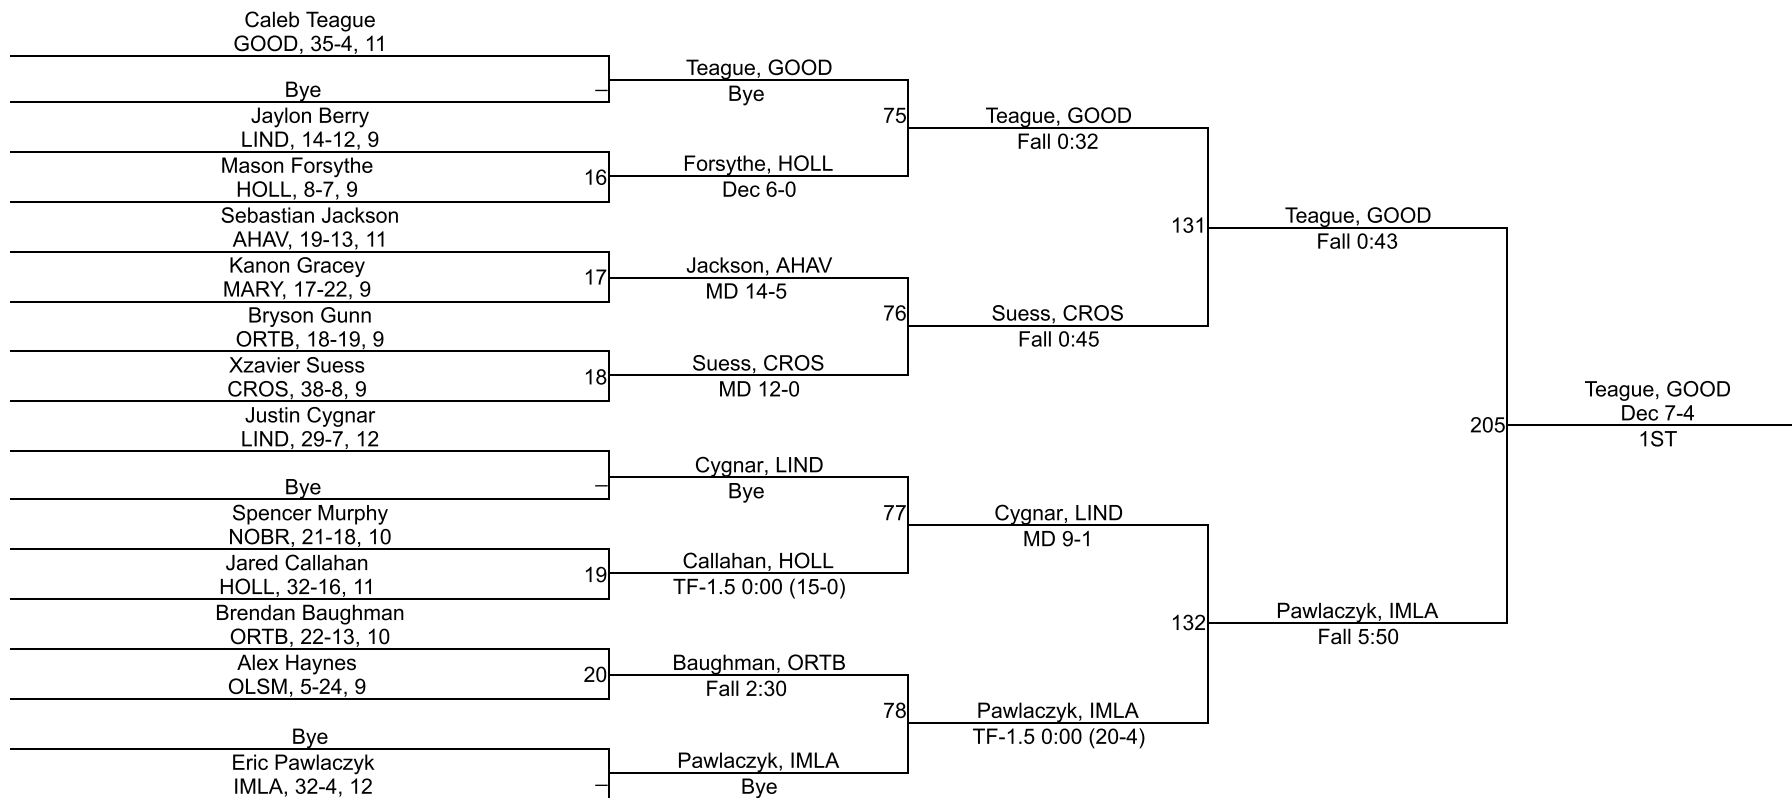 Caleb Teague
GOOD, 35-4, 11
Bye
–
Jaylon Berry
LIND, 14-12, 9
Mason Forsythe
HOLL, 8-7, 9
16
Sebastian Jackson
AHAV, 19-13, 11
Kanon Gracey
MARY, 17-22, 9
17
Bryson Gunn
ORTB, 18-19, 9
Xzavier Suess
CROS, 38-8, 9
18
Justin Cygnar
LIND, 29-7, 12
Bye
–
Spencer Murphy
NOBR, 21-18, 10
Jared Callahan
HOLL, 32-16, 11
19
Brendan Baughman
ORTB, 22-13, 10
Alex Haynes
OLSM, 5-24, 9
20
Bye
Eric Pawlaczyk
IMLA, 32-4, 12
–
Teague, GOOD
Bye
75
Forsythe, HOLL
Dec 6-0
Jackson, AHAV
MD 14-5
76
Suess, CROS
MD 12-0
Cygnar, LIND
Bye
77
Callahan, HOLL
TF-1.5 0:00 (15-0)
Baughman, ORTB
Fall 2:30
78
Pawlaczyk, IMLA
Bye
Teague, GOOD
Fall 0:32
131
Suess, CROS
Fall 0:45
Cygnar, LIND
MD 9-1
132
Pawlaczyk, IMLA
TF-1.5 0:00 (20-4)
Teague, GOOD
Fall 0:43
205
Pawlaczyk, IMLA
Fall 5:50
Teague, GOOD
Dec 7-4
1ST